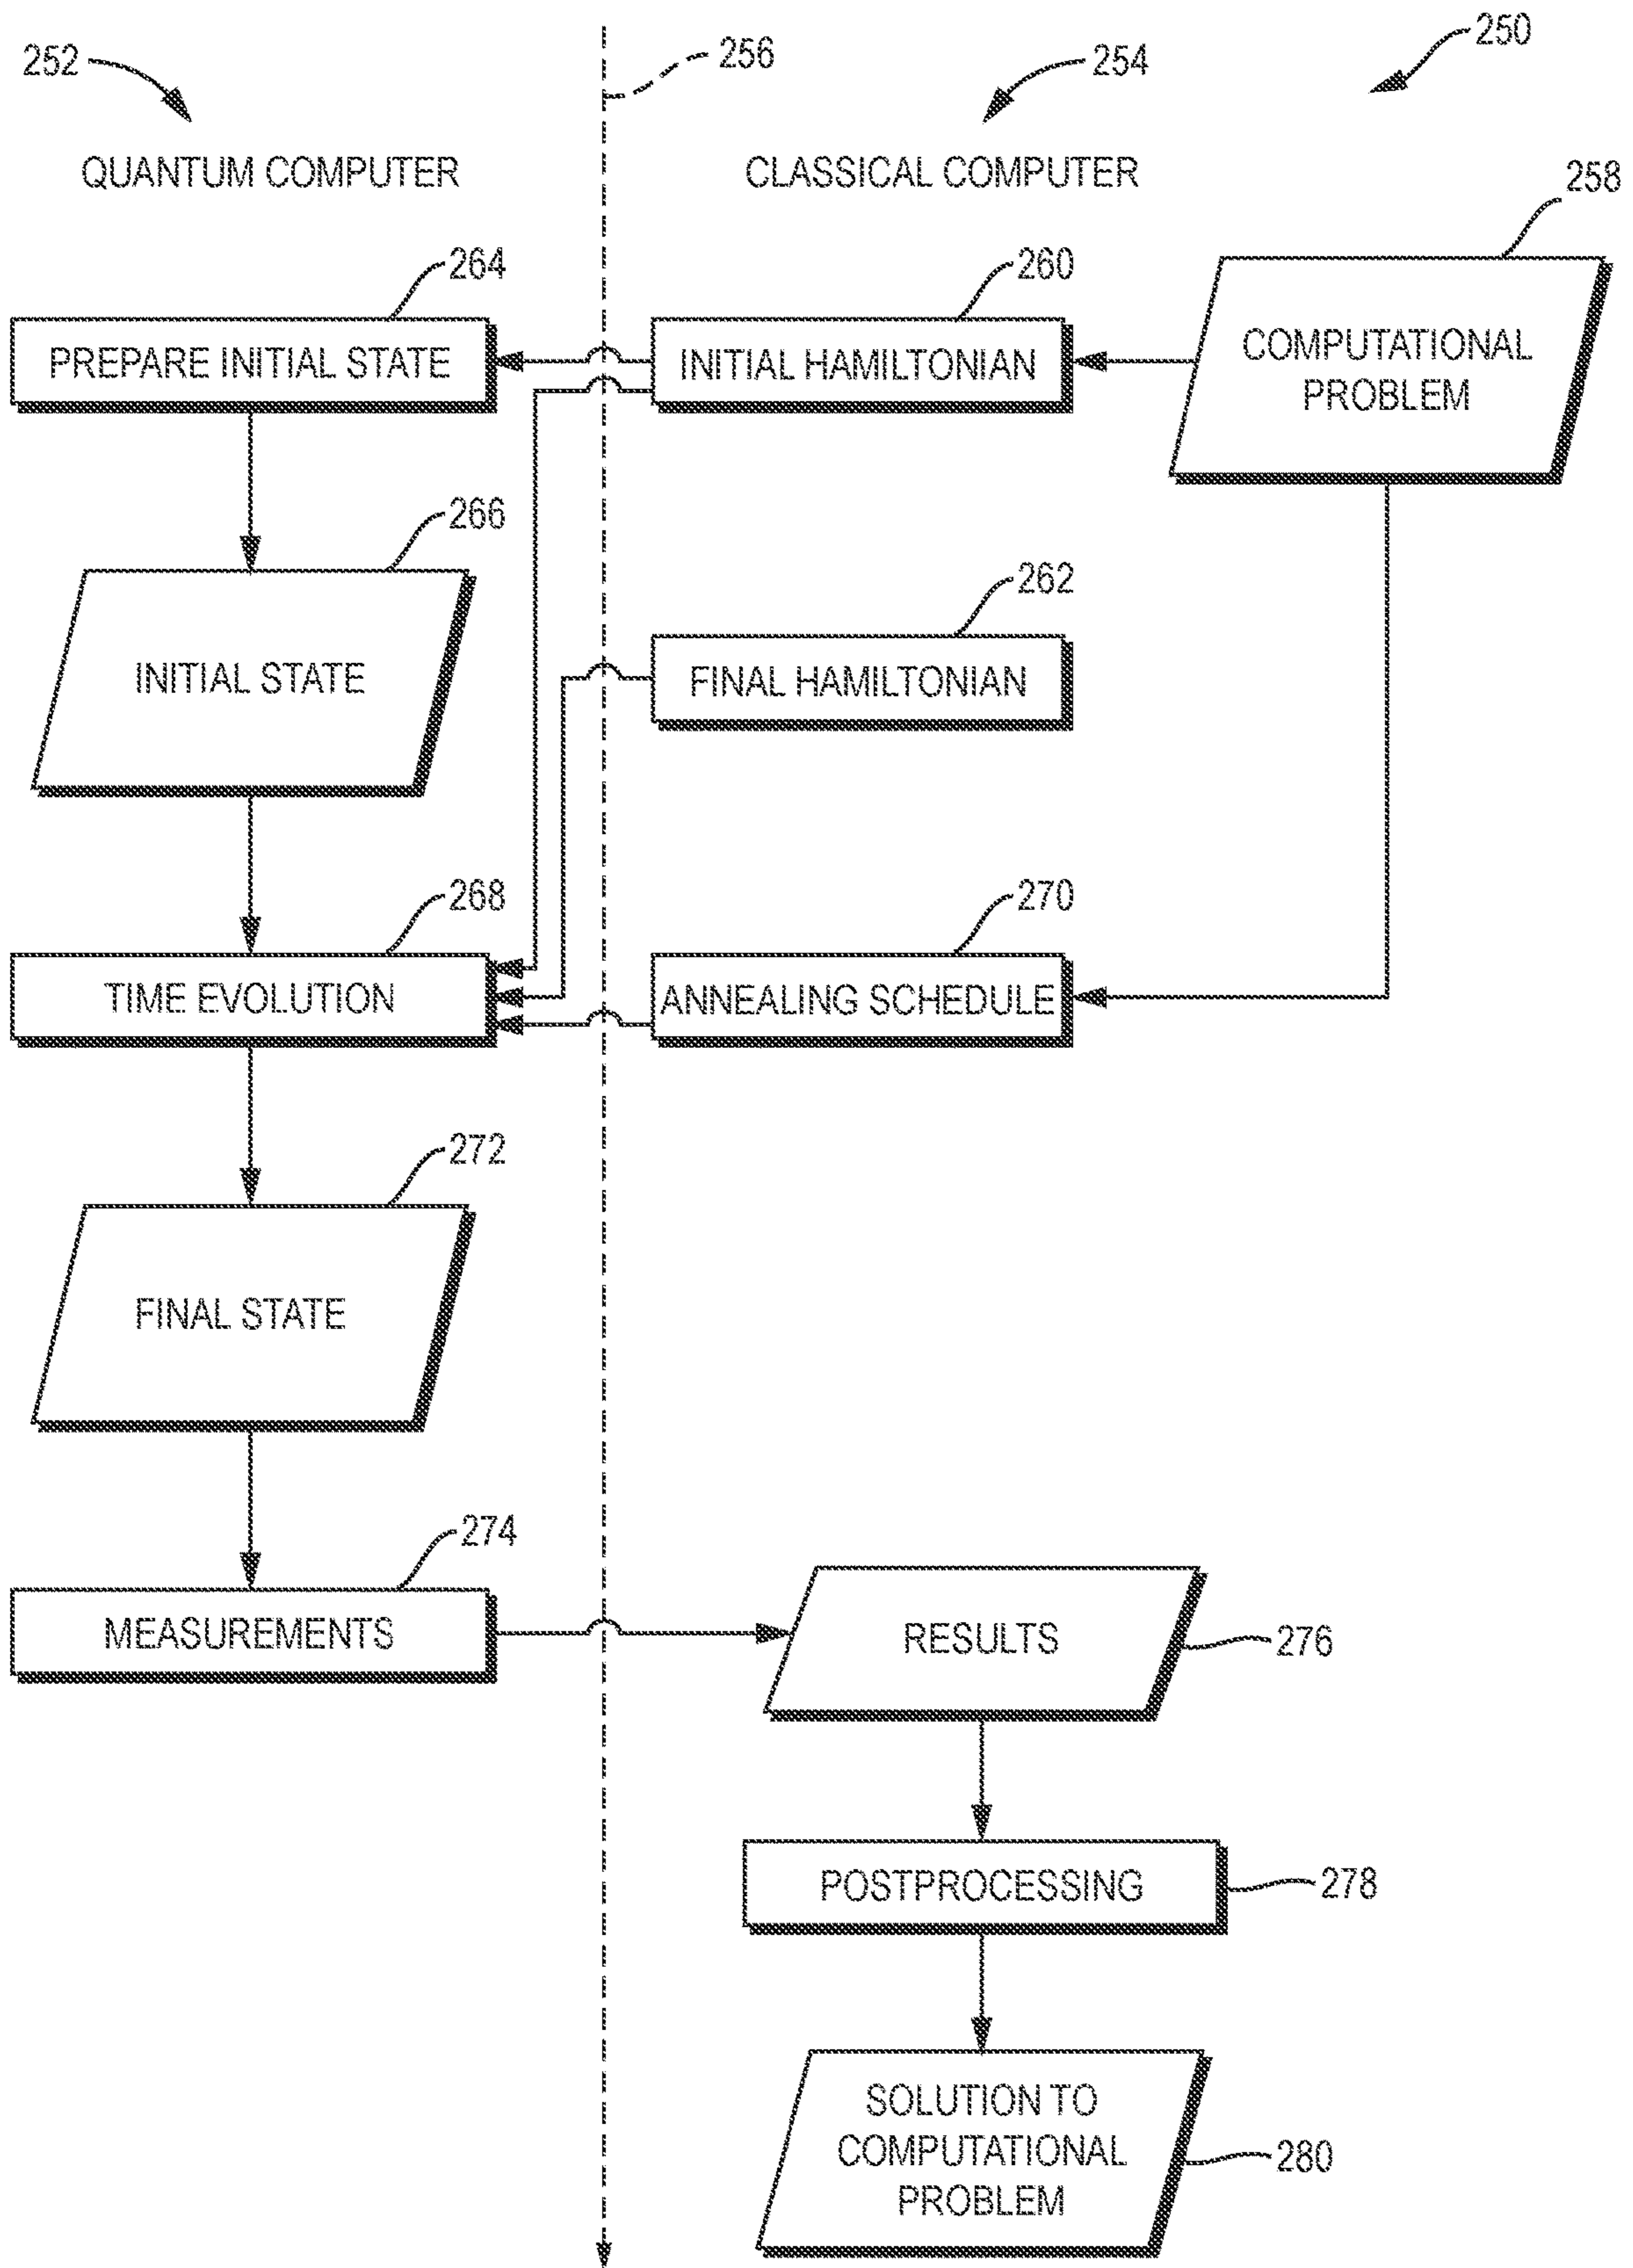 250
252
256
254
QUANTUM COMPUTER
CLASSICAL COMPUTER
258
264
260
PREPARE INITIAL STATE
INITIAL HAMILTONIAN
COMPUTATIONAL
PROBLEM
266
262
INITIAL STATE
FINAL HAMILTONIAN
268
270
TIME EVOLUTION
ANNEALING SCHEDULE
272
FINAL STATE
274
MEASUREMENTS
RESULTS
276
POSTPROCESSING
278
SOLUTION TO
COMPUTATIONAL
PROBLEM
280